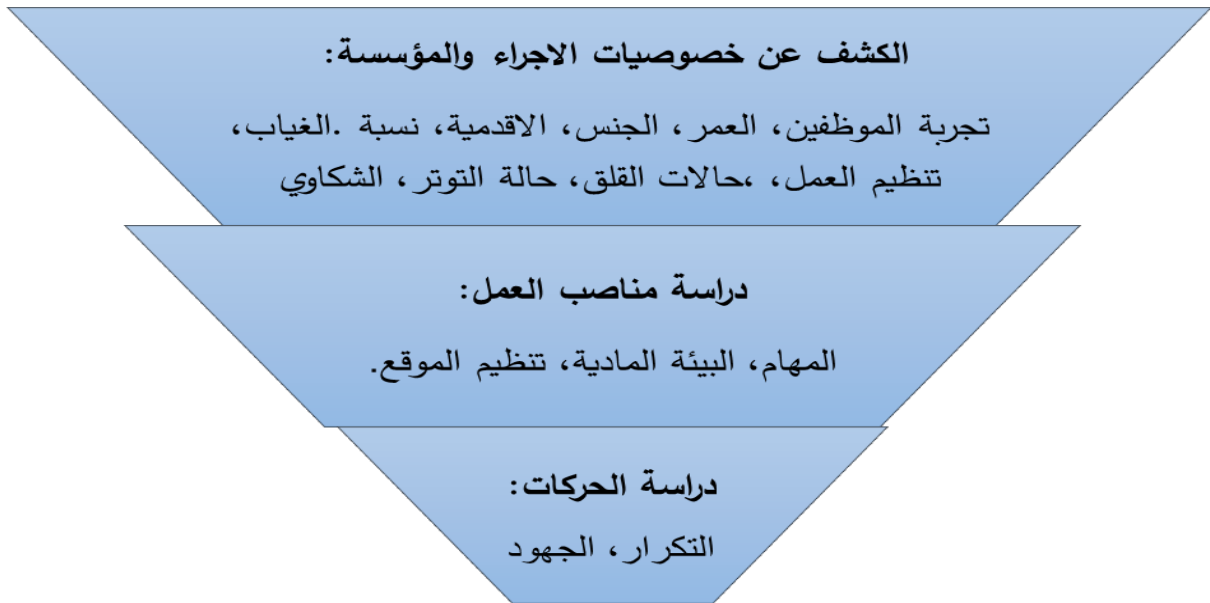 الكشف عن خصوصيات الاجراء والمؤسسة:
تجربة الموظفين، العمر، الجنس، الاقدمية، نسبة .الغياب،
تنظيم العمل، ،حالات القلق، حالة التوتر، الشكاوي
دراسة مناصب العمل:
المهام، البيئة المادية، تنظيم الموقع.
دراسة الحركات:
التكرار، الجهود